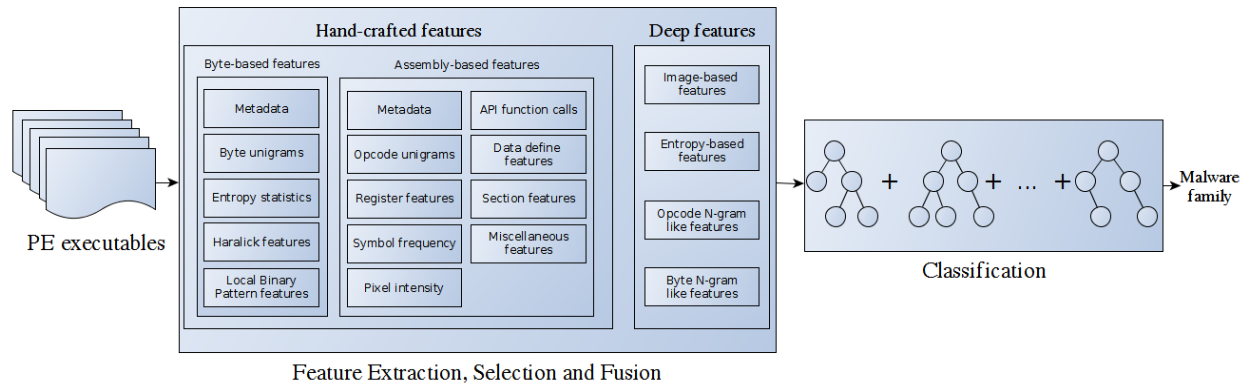 Hand-crafted features
Deep features
Byte-based features
Assembly-based features
Metadata
Byte unigrams
Entropy statistics
Haralick features
Local Binary
Pattern features
Metadata
Opcode unigrams
Register features
Symbol frequency
Pixel intensity
API function calls
Data define
features
Section features
Miscellaneous
features
Image-based
features
Entropy-based
features
Opcode N-gram
like features
Byte N-gram
like features
PE executables
+
+
...
+
Malware
family
Classification
Feature Extraction, Selection and Fusion